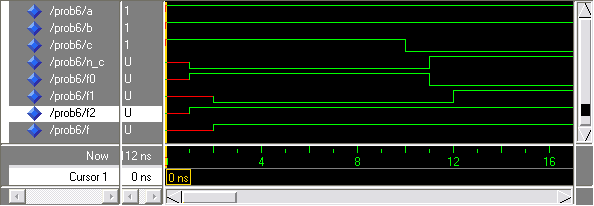 /prob6/a 1
/prob6/b 1
/prob6/c 1
/prob6/n_c U
/prob6/f0 U
/prob6/f1 U
/prob6/f2 U
/prob6/f U
Now 12 ns 4 8 12 16
Cursor 1 0 ns 0 ns